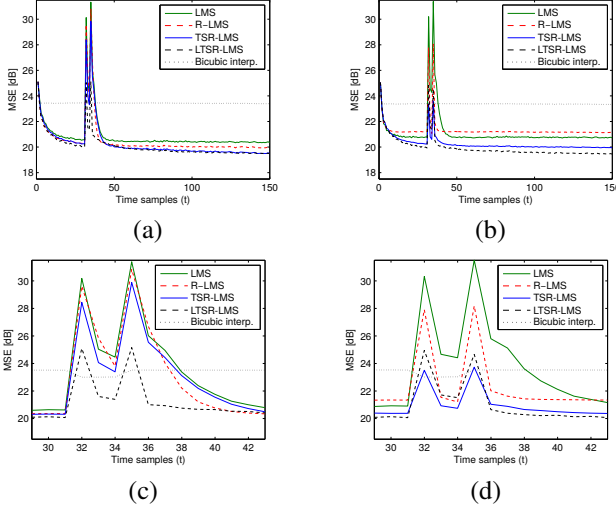 30
28
26
24
22
20
18
MSE [dB]
LMS
R-LMS
TSR-LMS
LTSR-LMS
Bicubic interp.
0 50 100 150
Time samples (t)
(a)
30
28
26
24
22
20
18
MSE [dB]
LMS
R-LMS
TSR-LMS
LTSR-LMS
Bicubic interp.
0 50 100 150
Time samples (t)
(b)
30
28
26
24
22
20
MSE [dB]
LMS
R-LMS
TSR-LMS
LTSR-LMS
Bicubic interp.
30 32 34 36 38 40 42
Time samples (t)
(c)
30
28
26
24
22
20
MSE [dB]
LMS
R-LMS
TSR-LMS
LTSR-LMS
Bicubic interp.
30 32 34 36 38 40 42
Time samples (t)
(d)